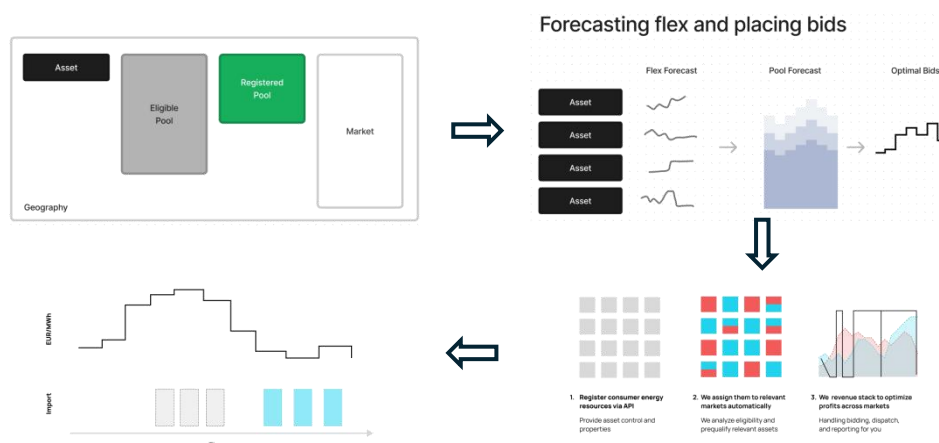 Asset
Eligible
Pool
Registered
Pool
Market
Geography
Forecasting flex and placing bids
Flex Forecast
Pool Forecast
Optimal Bids
Asset
Asset
Asset
Asset
1. Register consumer energy
resources via API
Provide asset control and
properties
2. We assign them to relevant
markets automatically
We analyze eligibility and
prequalify relevant assets
3. We revenue stack to optimize
profits across markets
Handling bidding, dispatch,
and reporting for you
EUR/MWh
Import